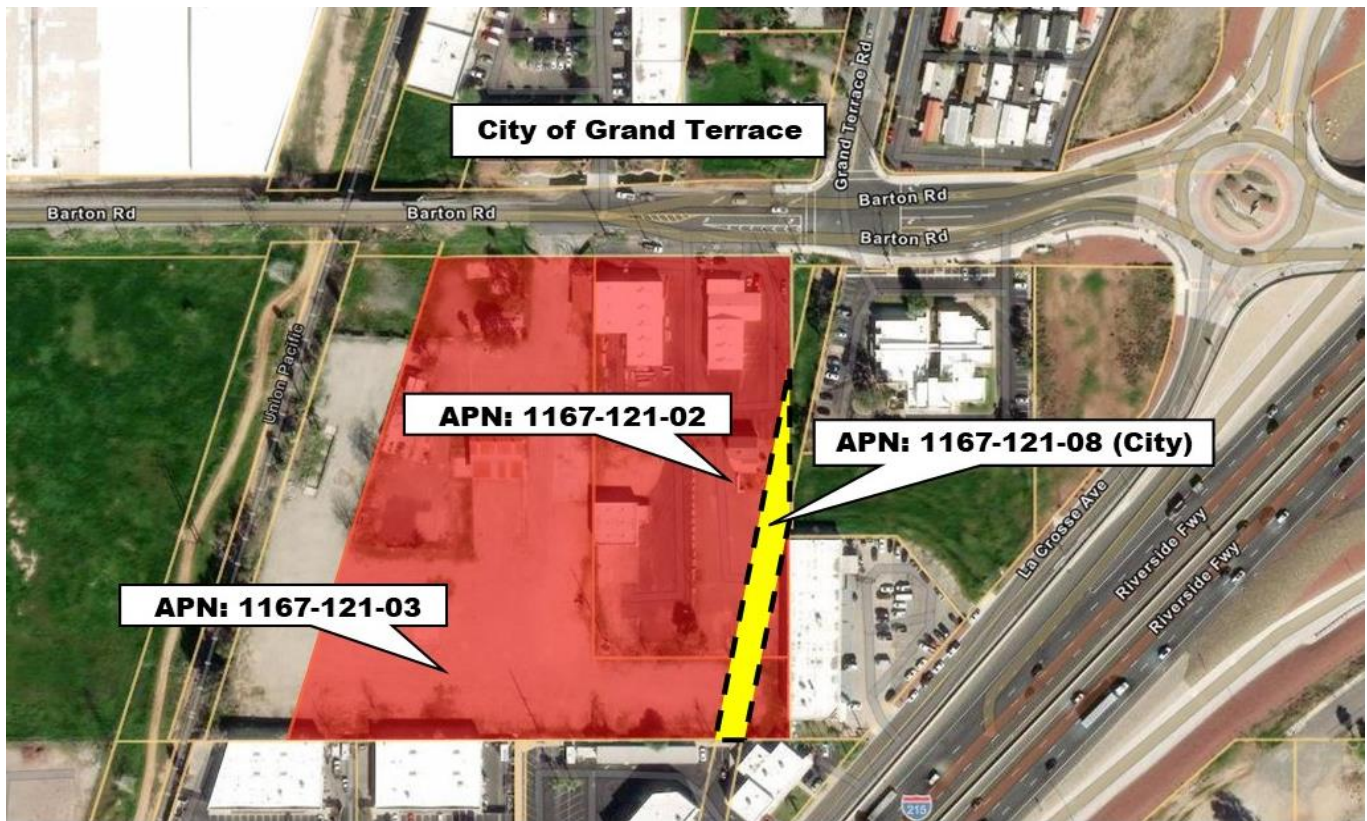 City of Grand Terrace
Grand Terrace Rd
Barton Rd
Barton Rd
Barton Rd
Barton Rd
Union Pacific
APN: 1167-121-02
APN: 1167-121-08 (City)
La Crosse Ave
Riverside Fwy
Riverside Fwy
APN: 1167-121-03
215